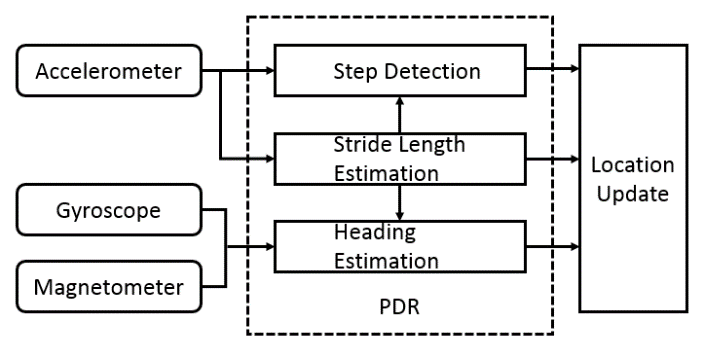 Accelerometer
Step Detection
Stride Length
Estimation
Location
Update
Gyroscope
Heading
Estimation
Magnetometer
PDR